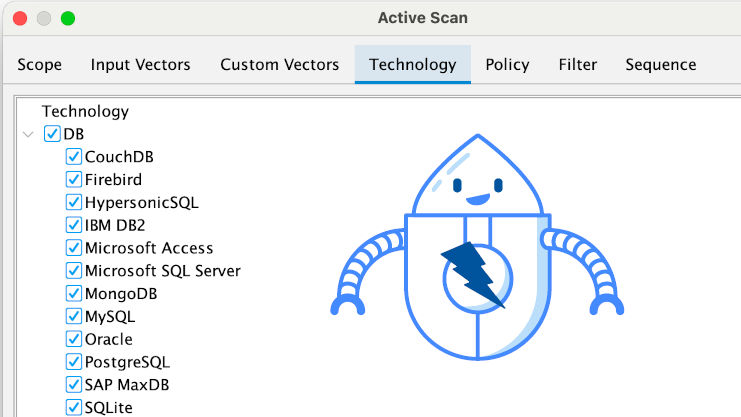 Active Scan
Scope Input Vectors Custom Vectors Technology Policy Filter Sequence
Technology
DB
CouchDB
Firebird
HypersonicSQL
IBM DB2
Microsoft Access
Microsoft SQL Server
MongoDB
MySQL
Oracle
PostgreSQL
SAP MaxDB
SQLite